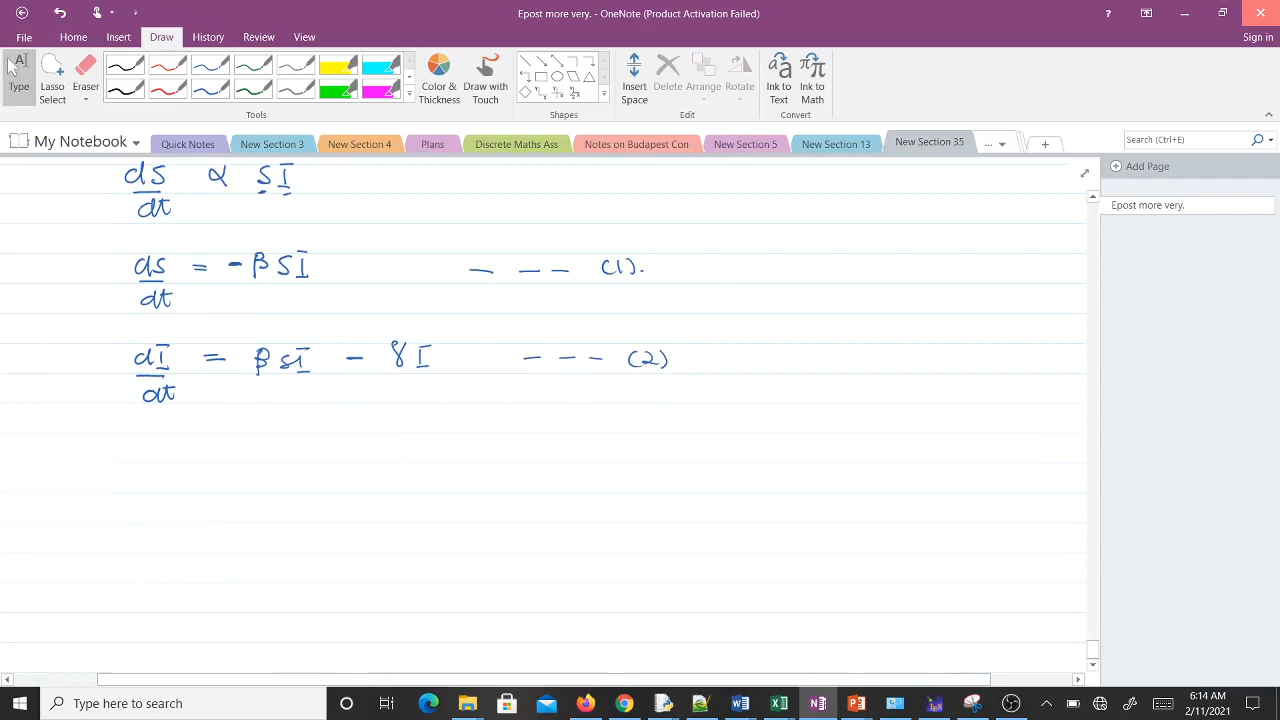 Epost more very. - OneNote (Product Activation Failed)
?
File Home Insert Draw History Review View Sign in
Type Lasso Select Eraser Color & Thickness Draw with Touch Insert Space Delete Arrange Rotate Ink to Text Ink to Math
Tools Shapes Edit Convert
My Notebook Quick Notes New Section 3 New Section 4 Plans Discrete Maths Ass Notes on Budapest Con New Section 5 New Section 13 New Section 35 ... Search (Ctrl+E)
Add Page
Epost more very.
dS/dt ∝ SI
ds/dt = -β SI - - - (1).
dI/dt = β sI - γ I - - - (2)
Type here to search
6:14 AM
2/11/2021